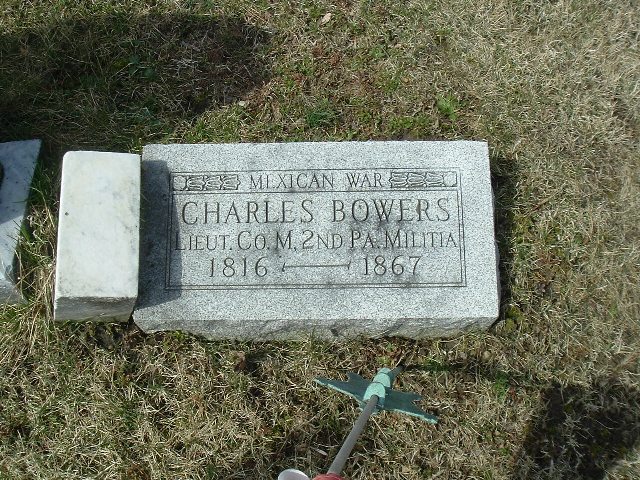 MEXICAN WAR
CHARLES BOWERS
LIEUT. CO. M, 2ND PA. MILITIA
1816 — 1867